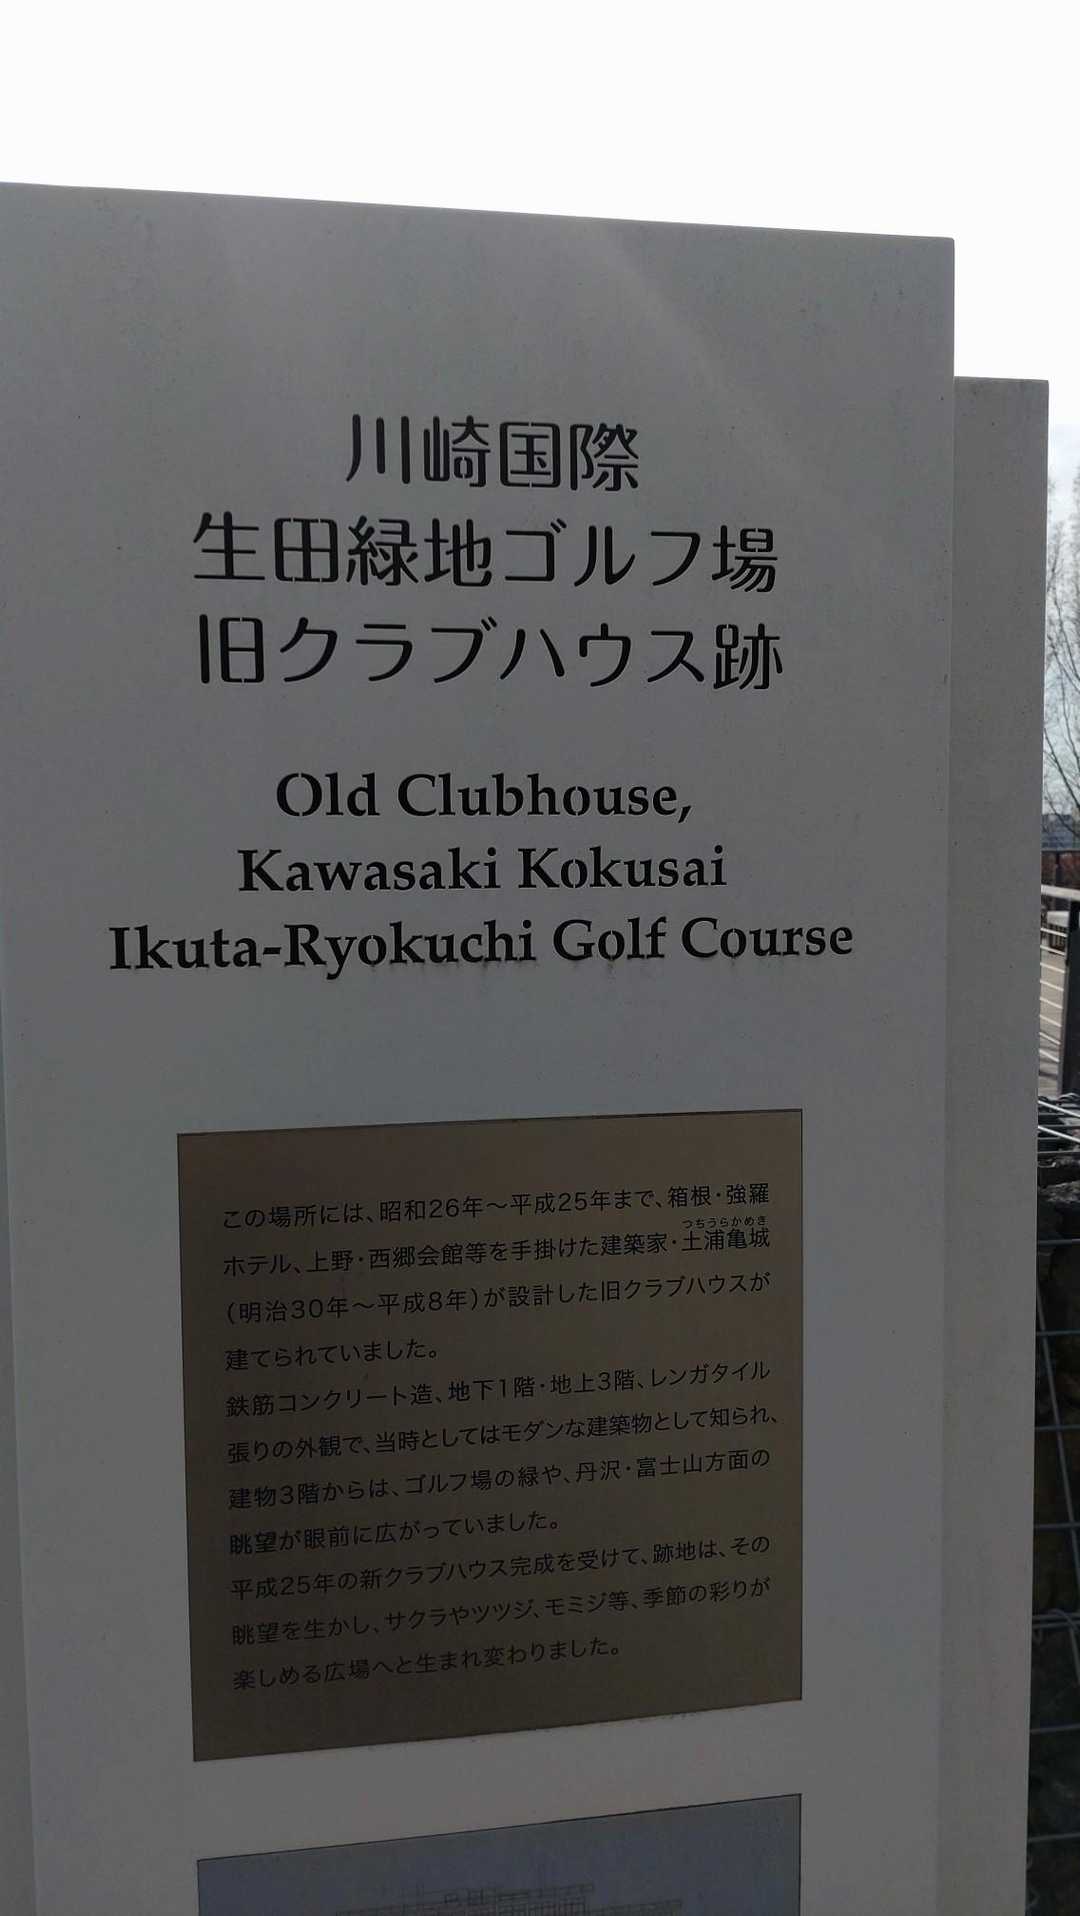 川崎国際
生田緑地ゴルフ場
旧クラブハウス跡
Old Clubhouse,
Kawasaki Kokusai
Ikuta-Ryokuchi Golf Course
この場所には、昭和26年〜平成25年まで、箱根・強羅
つちうらかめき
ホテル、上野・西郷会館等を手掛けた建築家・土浦亀城
（明治30年〜平成8年）が設計した旧クラブハウスが
建てられていました。
鉄筋コンクリート造、地下1階・地上3階、レンガタイル
張りの外観で、当時としてはモダンな建築物として知られ、
建物3階からは、ゴルフ場の緑や、丹沢・富士山方面の
眺望が眼前に広がっていました。
平成25年の新クラブハウス完成を受けて、跡地は、その
眺望を生かし、サクラやツツジ、モミジ等、季節の彩りが
楽しめる広場へと生まれ変わりました。